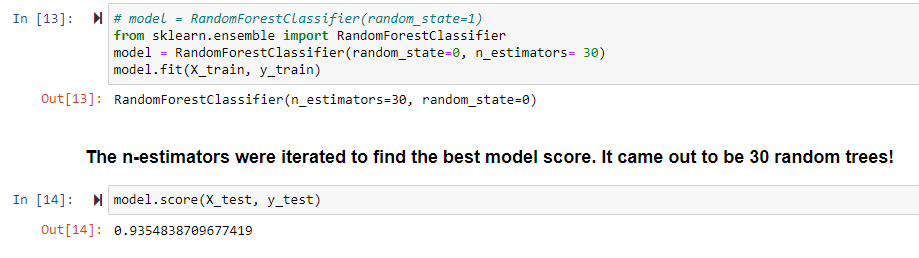 In [13]:
# model = RandomForestClassifier(random_state=1)
from sklearn.ensemble import RandomForestClassifier
model = RandomForestClassifier(random_state=0, n_estimators= 30)
model.fit(X_train, y_train)
Out[13]: RandomForestClassifier(n_estimators=30, random_state=0)
The n-estimators were iterated to find the best model score. It came out to be 30 random trees!
In [14]: model.score(X_test, y_test)
Out[14]: 0.9354838709677419